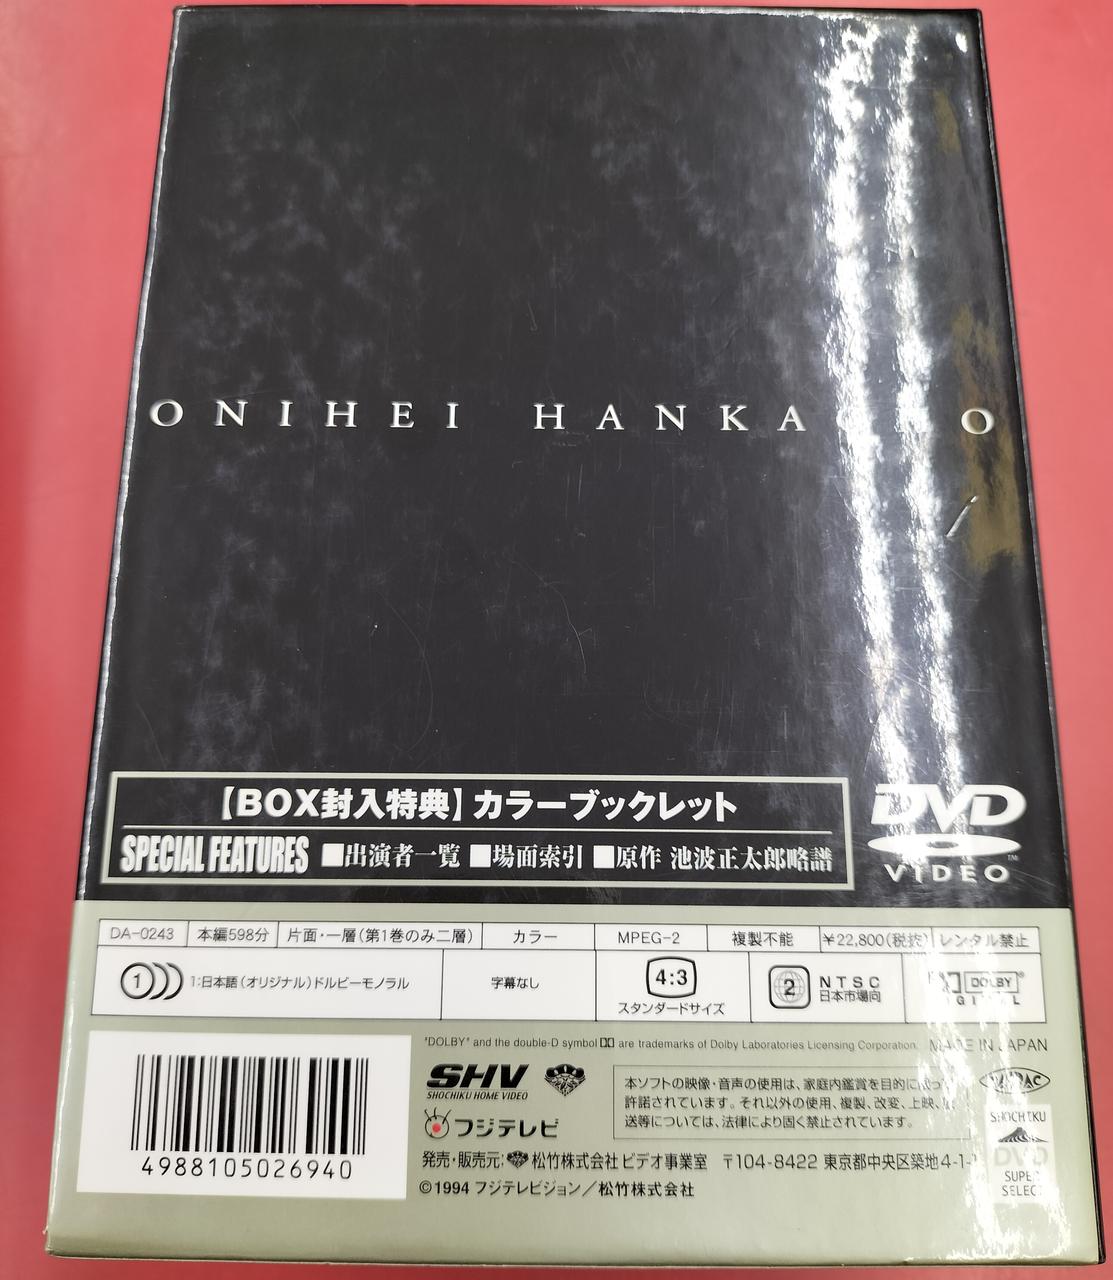 ONIHEI HANKA O
【BOX封入特典】カラーブックレット
SPECIAL FEATURES ■出演者一覧 ■場面索引 ■原作 池波正太郎略譜
DVD
VIDEO
DA-0243 本編598分 片面・一層(第1巻のみ二層) カラー MPEG-2 複製不能 ¥22,800(税抜) レンタル禁止
1 1:日本語(オリジナル)ドルビーモノラル 字幕なし 4:3 スタンダードサイズ 2 NTSC 日本市場向 DOLBY
"DOLBY" and the double-D symbol are trademarks of Dolby Laboratories Licensing Corporation. MADE IN JAPAN
SHV
SHOCHIKU HOME VIDEO
フジテレビ
本ソフトの映像・音声の使用は、家庭内鑑賞を目的に限って
許諾されています。それ以外の使用、複製、改変、上映、
送等については、法律により固く禁止されています。
SHOCHIKU
DVD
SUPER
SELECT
4988105026940
発売・販売元: 松竹株式会社 ビデオ事業室 〒104-8422 東京都中央区築地4-1-
©1994 フジテレビジョン/松竹株式会社